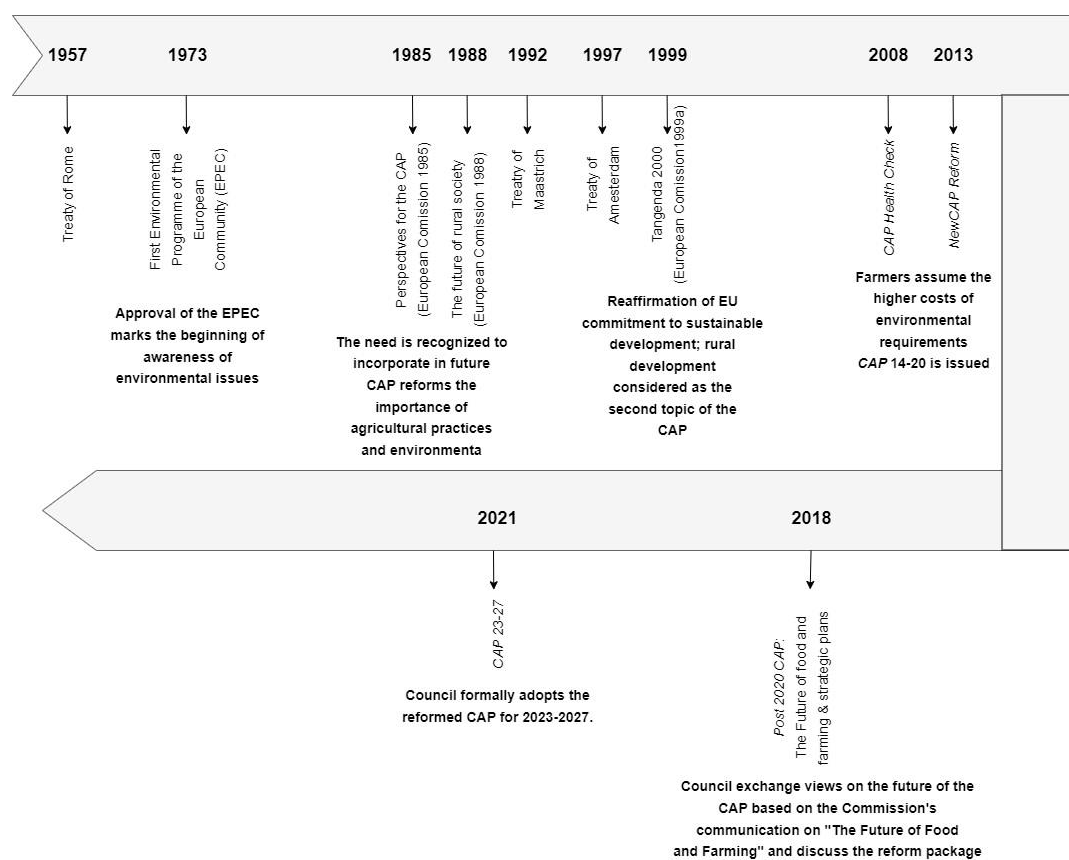 1957 1973 1985 1988 1992 1997 1999 2008 2013
Treaty of Rome
First Environmental
Programme of the
European
Community (EPEC)
Perspectives for the CAP
(European Comission 1985)
The future of rural society
(European Comission 1988)
Treatry of
Maastrich
Treaty of
Amesterdam
Tangenda 2000
(European Comission1999a)
CAP Health Check
NewCAP Reform
Approval of the EPEC
marks the beginning of
awareness of
environmental issues
The need is recognized to
incorporate in future
CAP reforms the
importance of
agricultural practices
and environmenta
Reaffirmation of EU
commitment to sustainable
development; rural
development
considered as the
second topic of the
CAP
Farmers assume the
higher costs of
environmental
requirements
CAP 14-20 is issued
2021 2018
CAP 23-27
Council formally adopts the
reformed CAP for 2023-2027.
Post 2020 CAP:
The Future of food and
farming & strategic plans
Council exchange views on the future of the
CAP based on the Commission's
communication on "The Future of Food
and Farming" and discuss the reform package